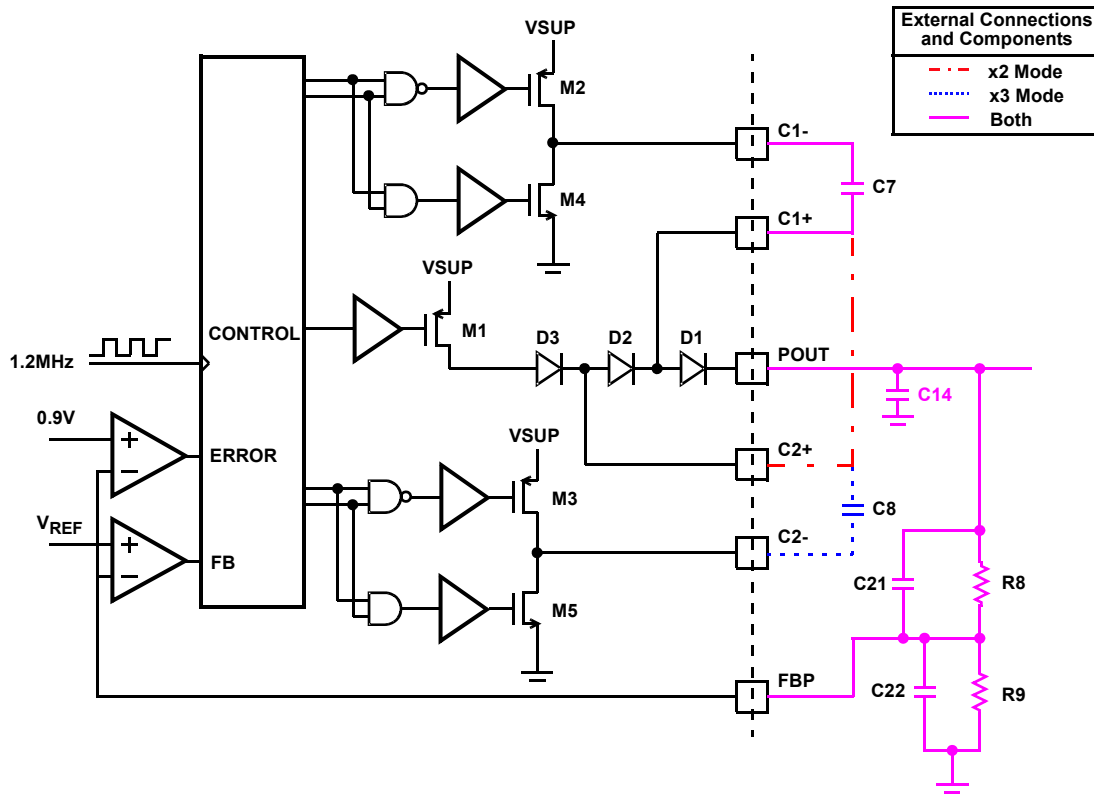 External Connections
and Components
x2 Mode
x3 Mode
Both
VSUP
M2
C1-
C7
M4
C1+
VSUP
M1
CONTROL
D3
D2
D1
POUT
1.2MHz
C14
0.9V
VSUP
C2+
ERROR
M3
C8
VREF
C2-
FB
C21
R8
M5
FBP
C22
R9